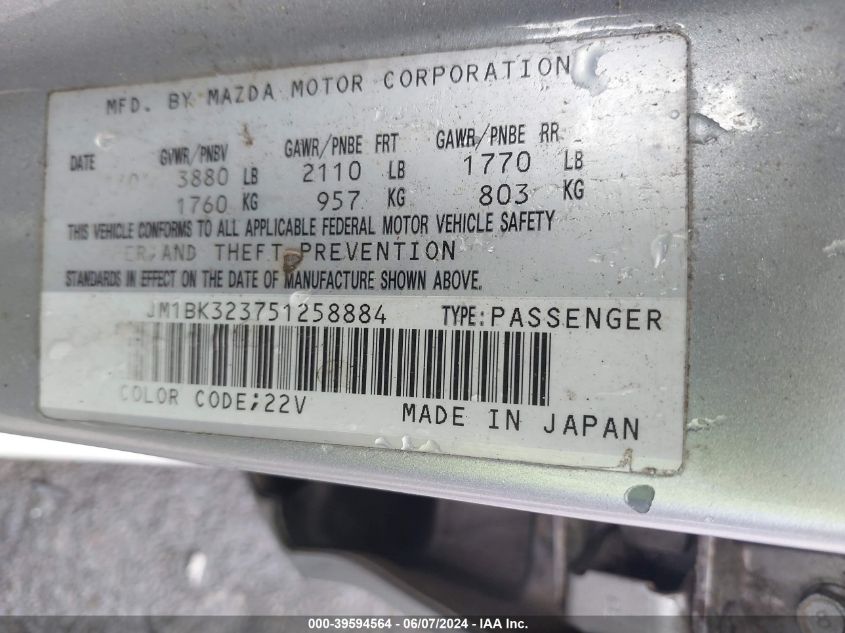 MFD. BY MAZDA MOTOR CORPORATION
DATE GVWR/PNBV GAWR/PNBE FRT GAWR/PNBE RR
3880 LB 2110 LB 1770 LB
1760 KG 957 KG 803 KG
THIS VEHICLE CONFORMS TO ALL APPLICABLE FEDERAL MOTOR VEHICLE SAFETY
AND THEFT PREVENTION
STANDARDS IN EFFECT ON THE DATE OF MANUFACTURE SHOWN ABOVE.
JM1BK323751258884 TYPE:PASSENGER
COLOR CODE;22V
MADE IN JAPAN
000-39594564 | 06/07/2024 - IAA Inc.